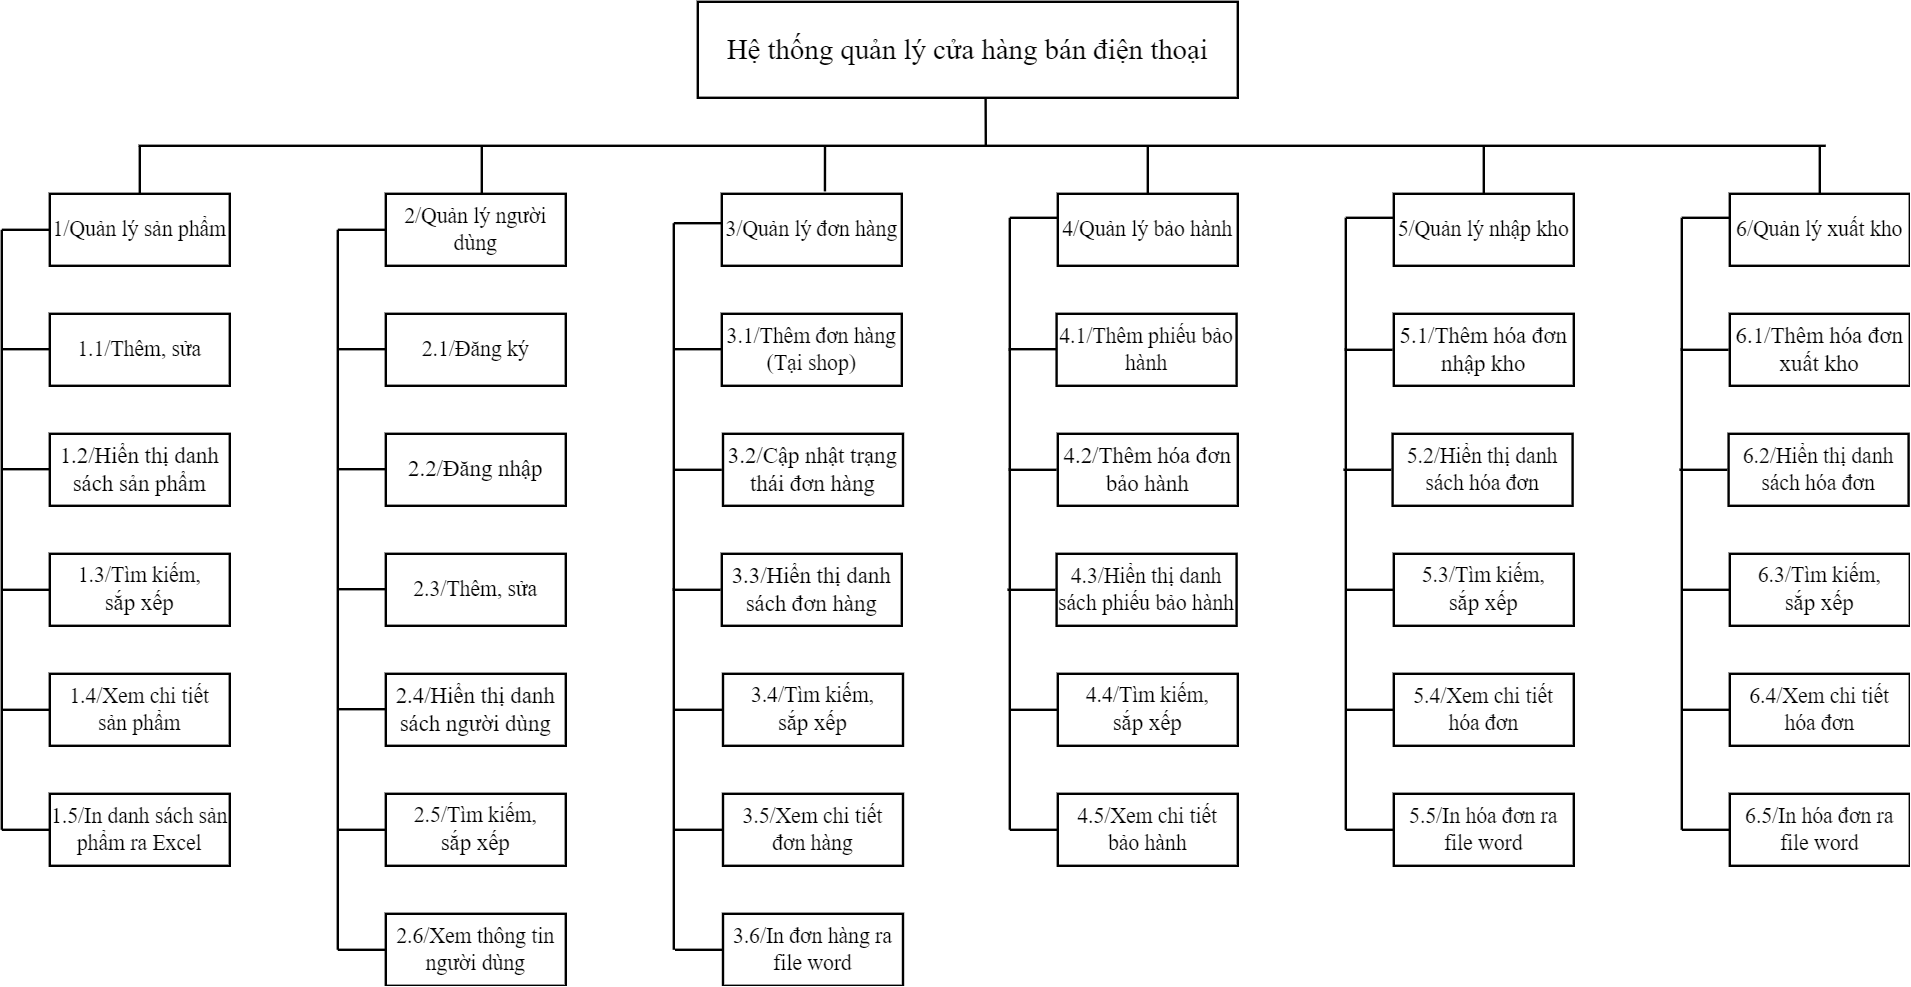 Hệ thống quản lý cửa hàng bán điện thoại
1/Quản lý sản phẩm
1.1/Thêm, sửa
1.2/Hiển thị danh
sách sản phẩm
1.3/Tìm kiếm,
sắp xếp
1.4/Xem chi tiết
sản phẩm
1.5/In danh sách sản
phẩm ra Excel
2/Quản lý người
dùng
2.1/Đăng ký
2.2/Đăng nhập
2.3/Thêm, sửa
2.4/Hiển thị danh
sách người dùng
2.5/Tìm kiếm,
sắp xếp
2.6/Xem thông tin
người dùng
3/Quản lý đơn hàng
3.1/Thêm đơn hàng
(Tại shop)
3.2/Cập nhật trạng
thái đơn hàng
3.3/Hiển thị danh
sách đơn hàng
3.4/Tìm kiếm,
sắp xếp
3.5/Xem chi tiết
đơn hàng
3.6/In đơn hàng ra
file word
4/Quản lý bảo hành
4.1/Thêm phiếu bảo
hành
4.2/Thêm hóa đơn
bảo hành
4.3/Hiển thị danh
sách phiếu bảo hành
4.4/Tìm kiếm,
sắp xếp
4.5/Xem chi tiết
bảo hành
5/Quản lý nhập kho
5.1/Thêm hóa đơn
nhập kho
5.2/Hiển thị danh
sách hóa đơn
5.3/Tìm kiếm,
sắp xếp
5.4/Xem chi tiết
hóa đơn
5.5/In hóa đơn ra
file word
6/Quản lý xuất kho
6.1/Thêm hóa đơn
xuất kho
6.2/Hiển thị danh
sách hóa đơn
6.3/Tìm kiếm,
sắp xếp
6.4/Xem chi tiết
hóa đơn
6.5/In hóa đơn ra
file word